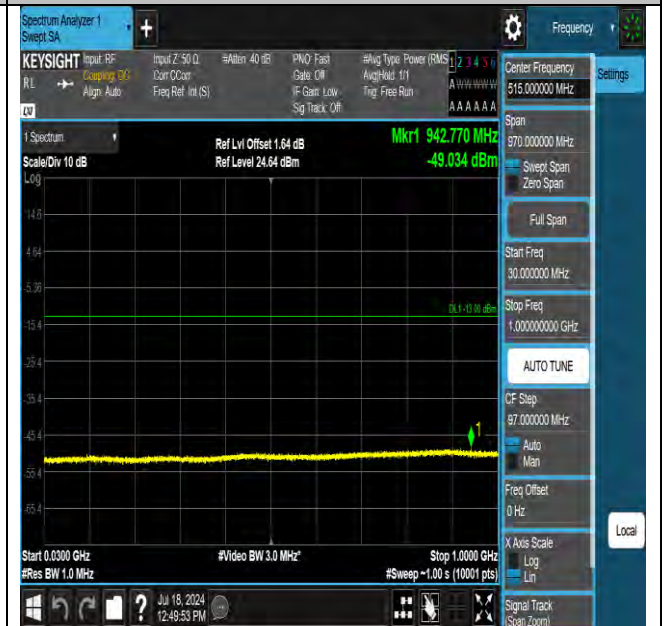 Spectrum Analyzer 1
Swept SA
+
Frequency
KEYSIGHT
RL
Input: RF
Coupling: DC
Align: Auto
Input Z: 50 Ω
Corr CCorr
Freq Ref: Int (S)
#Atten: 40 dB
PNO: Fast
Gate: Off
IF Gain: Low
Sig Track: Off
#Avg Type: Power (RMS
Avg|Hold: 1/1
Trig: Free Run
1 2 3 4 5 6
A W W W W W
A A A A A A
1 Spectrum
Scale/Div 10 dB
Log
Ref Lvl Offset 1.64 dB
Ref Level 24.64 dBm
Mkr1 942.770 MHz
-49.034 dBm
14.6
4.64
-5.36
-15.4
-25.4
-35.4
-45.4
-55.4
-65.4
DL1 -13.00 dBm
1
Start 0.0300 GHz
#Res BW 1.0 MHz
#Video BW 3.0 MHz*
Stop 1.0000 GHz
#Sweep ~1.00 s (10001 pts)
Jul 18, 2024
12:49:53 PM
?
Center Frequency
515.000000 MHz
Settings
Span
970.000000 MHz
Swept Span
Zero Span
Full Span
Start Freq
30.000000 MHz
Stop Freq
1.000000000 GHz
AUTO TUNE
CF Step
97.000000 MHz
Auto
Man
Freq Offset
0 Hz
X Axis Scale
Log
Lin
Local
Signal Track
(Span Zoom)